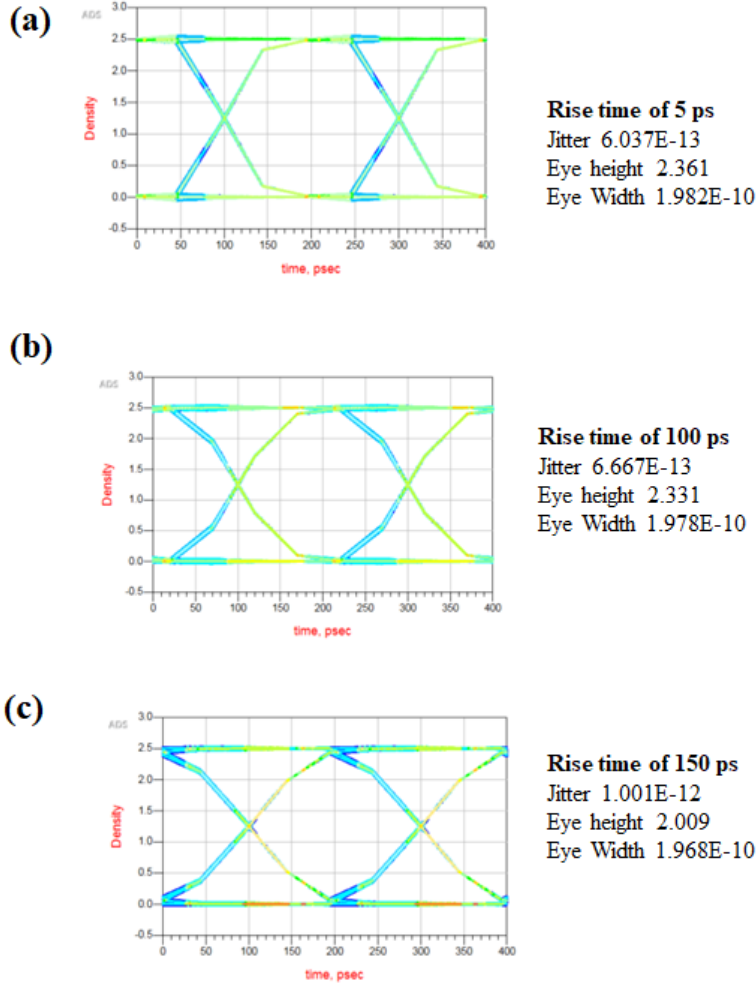 (a)
ADS
3.0
2.5
2.0
1.5
1.0
0.5
0.0
-0.5
Density
0 50 100 150 200 250 300 350 400
time, psec
Rise time of 5 ps
Jitter 6.037E-13
Eye height 2.361
Eye Width 1.982E-10
(b)
ADS
3.0
2.5
2.0
1.5
1.0
0.5
0.0
-0.5
Density
0 50 100 150 200 250 300 350 400
time, psec
Rise time of 100 ps
Jitter 6.667E-13
Eye height 2.331
Eye Width 1.978E-10
(c)
ADS
3.0
2.5
2.0
1.5
1.0
0.5
0.0
-0.5
Density
0 50 100 150 200 250 300 350 400
time, psec
Rise time of 150 ps
Jitter 1.001E-12
Eye height 2.009
Eye Width 1.968E-10